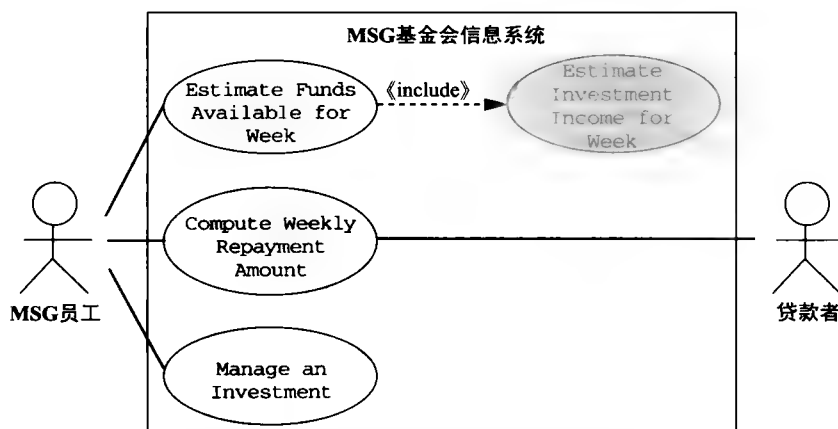 MSG基金会信息系统
Estimate Funds
Available for
Week
《include》
Estimate
Investment
Income for
Week
Compute Weekly
Repayment
Amount
MSG员工
贷款者
Manage an
Investment